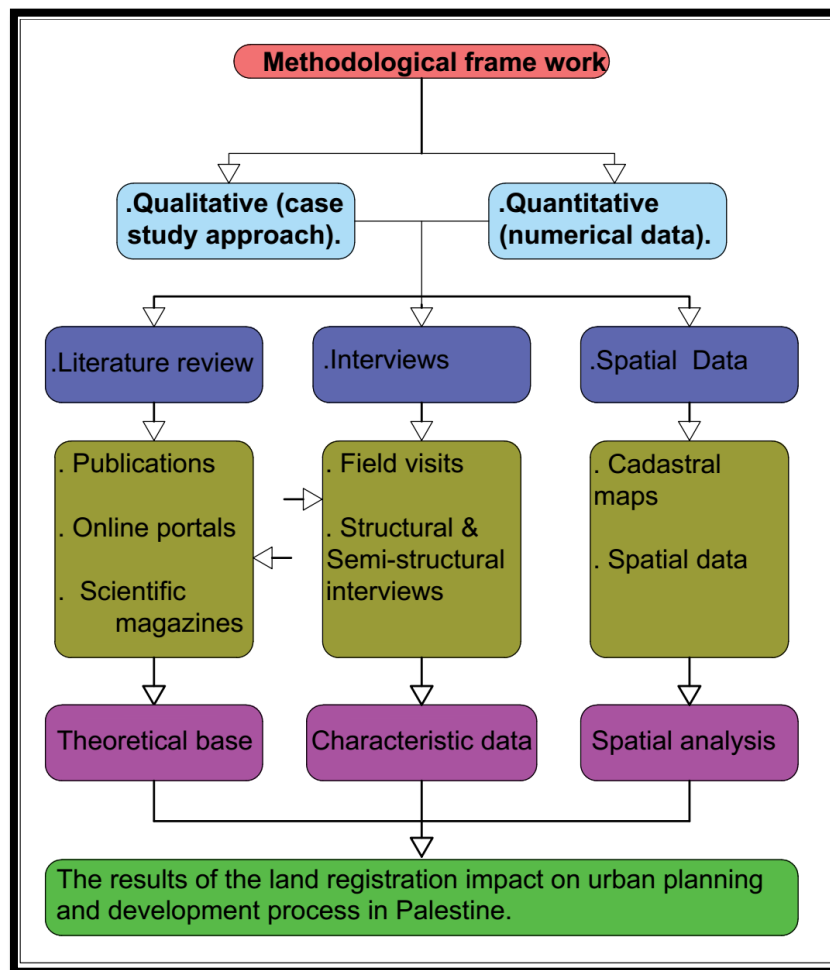 Methodological frame work
.Qualitative (case
study approach).
.Quantitative
(numerical data).
.Literature review
.Interviews
.Spatial Data
. Publications
. Online portals
. Scientific
magazines
. Field visits
. Structural &
Semi-structural
interviews
. Cadastral
maps
. Spatial data
Theoretical base
Characteristic data
Spatial analysis
The results of the land registration impact on urban planning
and development process in Palestine.